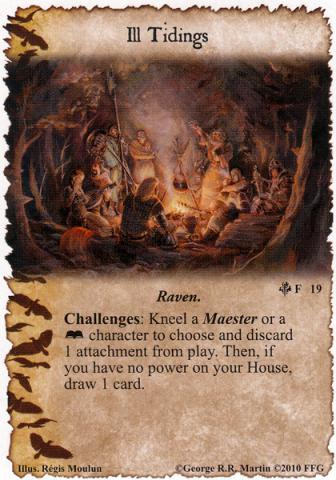 Ill Tidings
F 19
Raven.
Challenges: Kneel a Maester or a
character to choose and discard
1 attachment from play. Then, if
you have no power on your House,
draw 1 card.
Illus. Régis Moulun ©George R.R. Martin ©2010 FFG